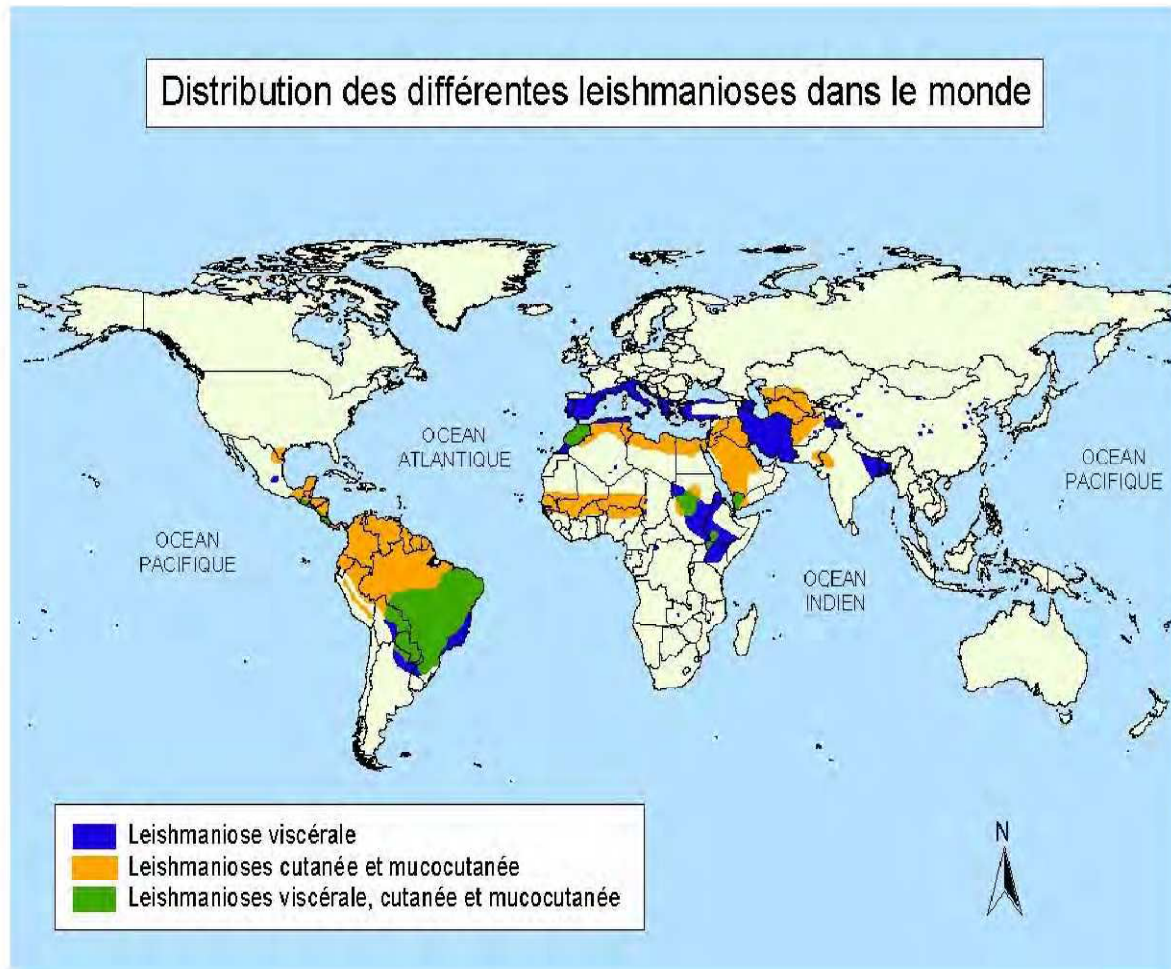 Distribution des différentes leishmanioses dans le monde
OCEAN
ATLANTIQUE
OCEAN
PACIFIQUE
OCEAN
PACIFIQUE
OCEAN
INDIEN
Leishmaniose viscérale
Leishmanioses cutanée et mucocutanée
Leishmanioses viscérale, cutanée et mucocutanée
N